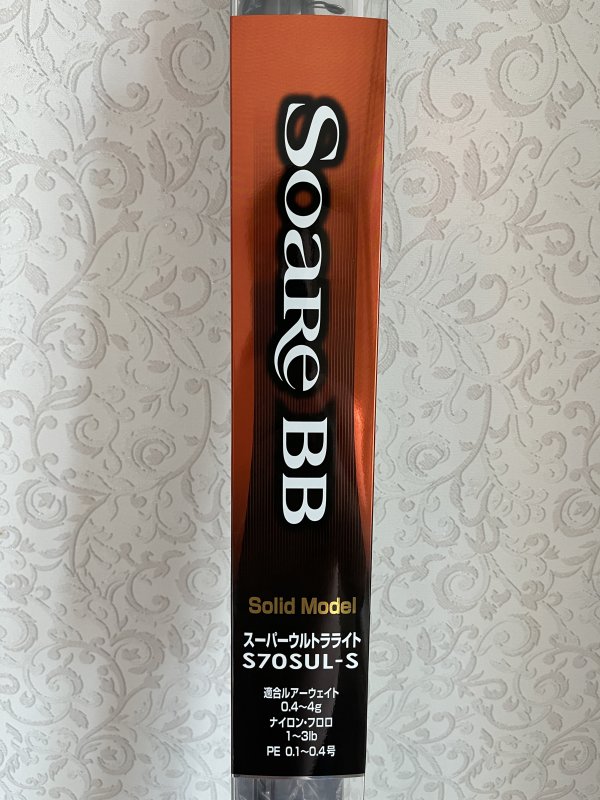 Soare BB
Solid Model
スーパーウルトラライト
S70SUL-S
適合ルアーウェイト
0.4～4g
ナイロン・フロロ
1～3lb
PE 0.1～0.4号